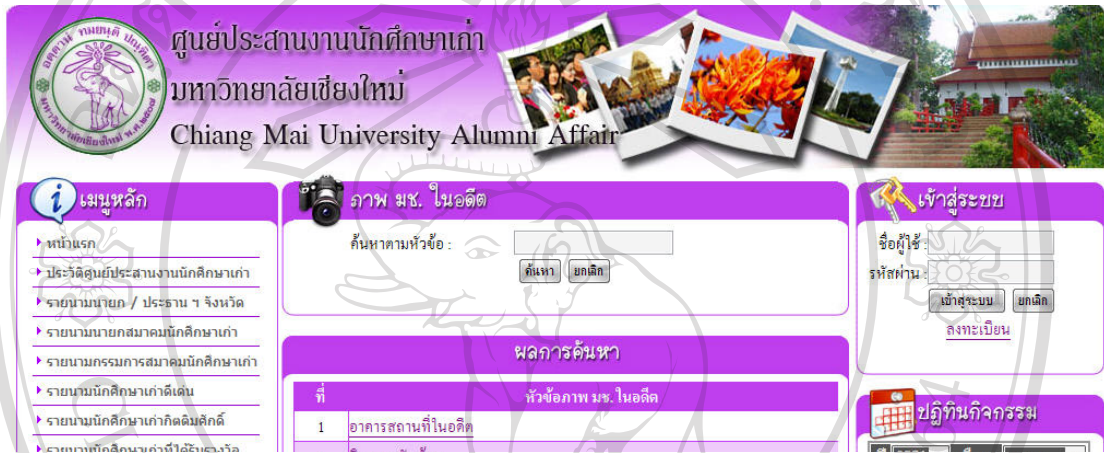 ศูนย์ประสานงานนักศึกษาเก่า
มหาวิทยาลัยเชียงใหม่
Chiang Mai University Alumni Affair
เมนูหลัก
หน้าแรก
ประวัติศูนย์ประสานงานนักศึกษาเก่า
รายนามนายก / ประธาน ฯ จังหวัด
รายนามนายกสมาคมนักศึกษาเก่า
รายนามกรรมการสมาคมนักศึกษาเก่า
รายนามนักศึกษาเก่าดีเด่น
รายนามนักศึกษาเก่ากิตติมศักดิ์
ภาพ มช. ในอดีต
ค้นหาตามหัวข้อ :
ค้นหา ยกเลิก
ผลการค้นหา
ที่ หัวข้อภาพ มช. ในอดีต
1 อาคารสถานที่ในอดีต
เข้าสู่ระบบ
ชื่อผู้ใช้ :
รหัสผ่าน :
เข้าสู่ระบบ ยกเลิก
ลงทะเบียน
ปฏิทินกิจกรรม